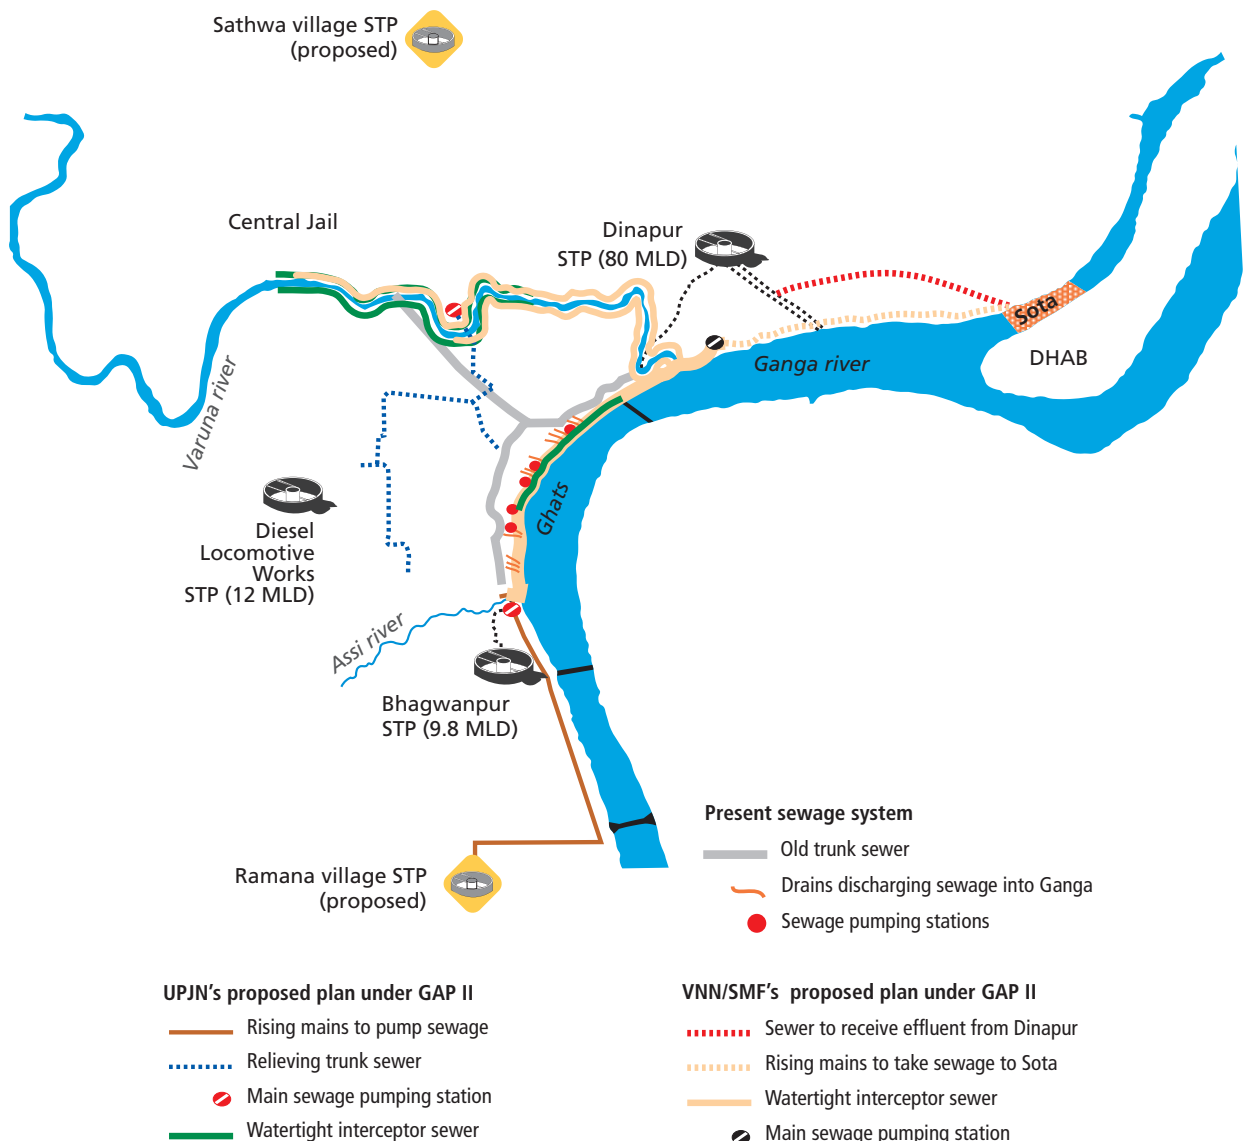 Sathwa village STP
(proposed)
Central Jail
Dinapur
STP (80 MLD)
Sota
DHAB
Ganga river
Varuna river
Ghats
Diesel
Locomotive
Works
STP (12 MLD)
Assi river
Bhagwanpur
STP (9.8 MLD)
Ramana village STP
(proposed)
Present sewage system
Old trunk sewer
Drains discharging sewage into Ganga
Sewage pumping stations
UPJN's proposed plan under GAP II
Rising mains to pump sewage
Relieving trunk sewer
Main sewage pumping station
Watertight interceptor sewer
VNN/SMF's proposed plan under GAP II
Sewer to receive effluent from Dinapur
Rising mains to take sewage to Sota
Watertight interceptor sewer
Main sewage pumping station